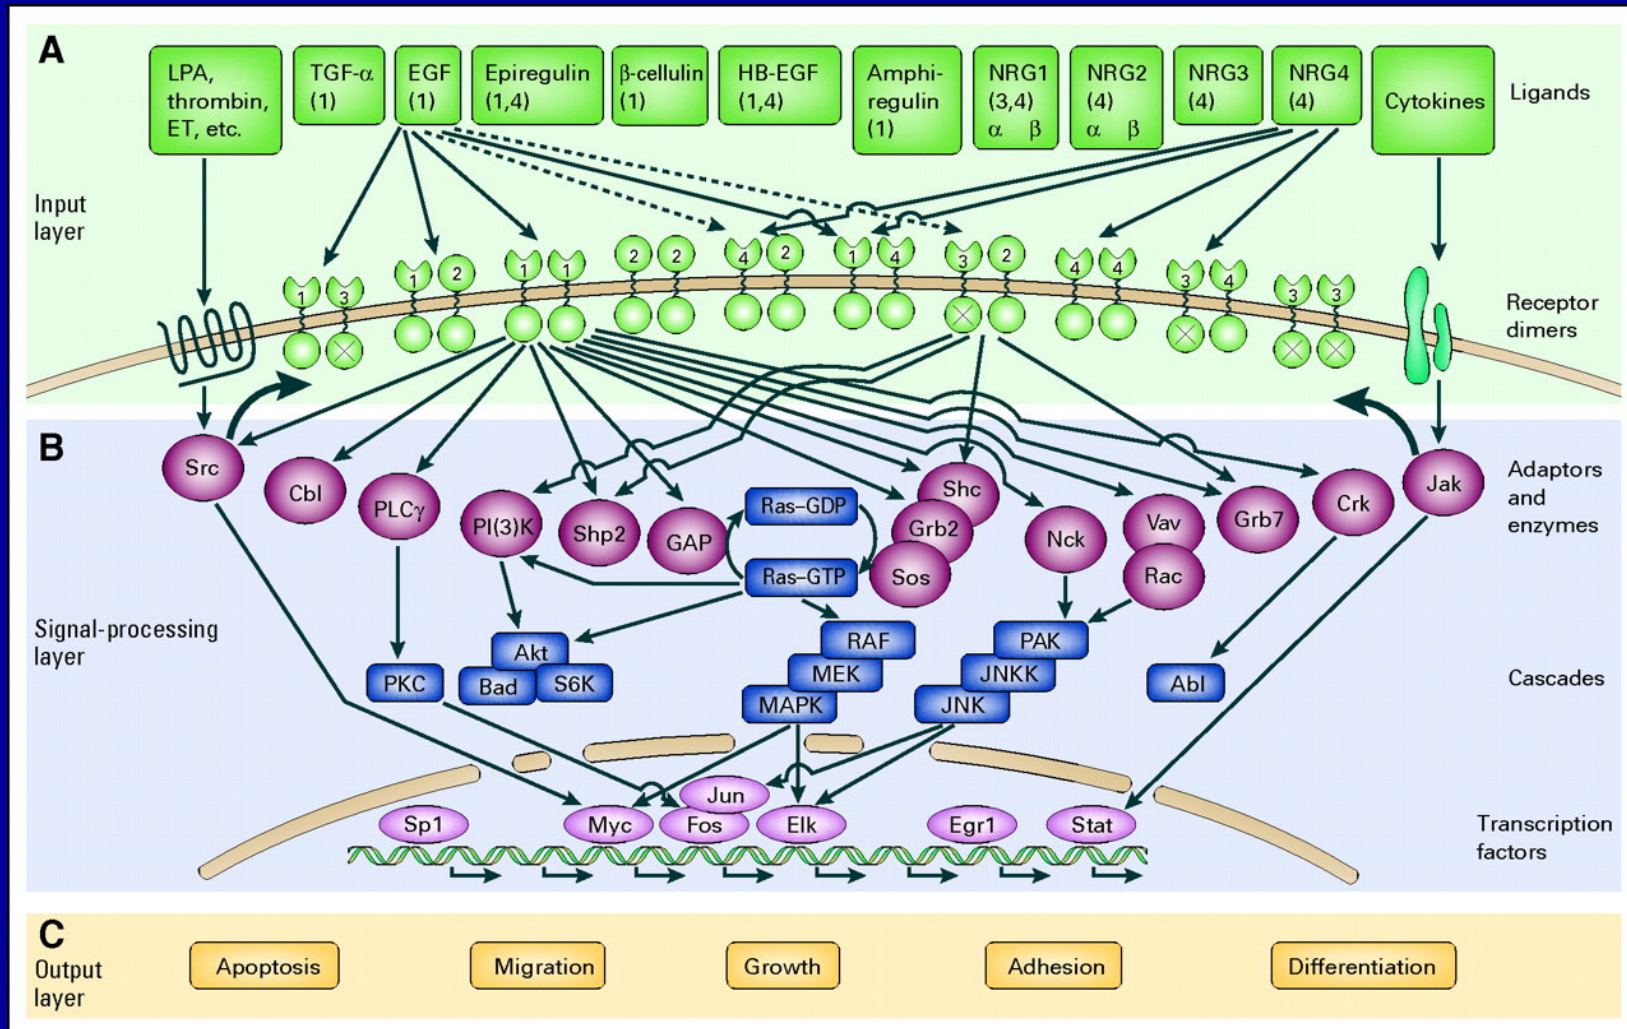 A
LPA,
thrombin,
ET, etc.
TGF-α
(1)
EGF
(1)
Epiregulin
(1,4)
β-cellulin
(1)
HB-EGF
(1,4)
Amphi-
regulin
(1)
NRG1
(3,4)
α β
NRG2
(4)
α β
NRG3
(4)
NRG4
(4)
Cytokines
Ligands
Input
layer
1 3
1 2
1 1
2 2
4 2
1 4
3 2
4 4
3 4
3 3
Receptor
dimers
B
Src
Cbl
PLCγ
PI(3)K
Shp2
GAP
Ras–GDP
Ras–GTP
Shc
Grb2
Sos
Nck
Vav
Rac
Grb7
Crk
Jak
Adaptors
and
enzymes
Signal-processing
layer
PKC
Akt
Bad
S6K
RAF
MEK
MAPK
PAK
JNKK
JNK
Abl
Cascades
Sp1
Myc
Jun
Fos
Elk
Egr1
Stat
Transcription
factors
C
Output
layer
Apoptosis
Migration
Growth
Adhesion
Differentiation